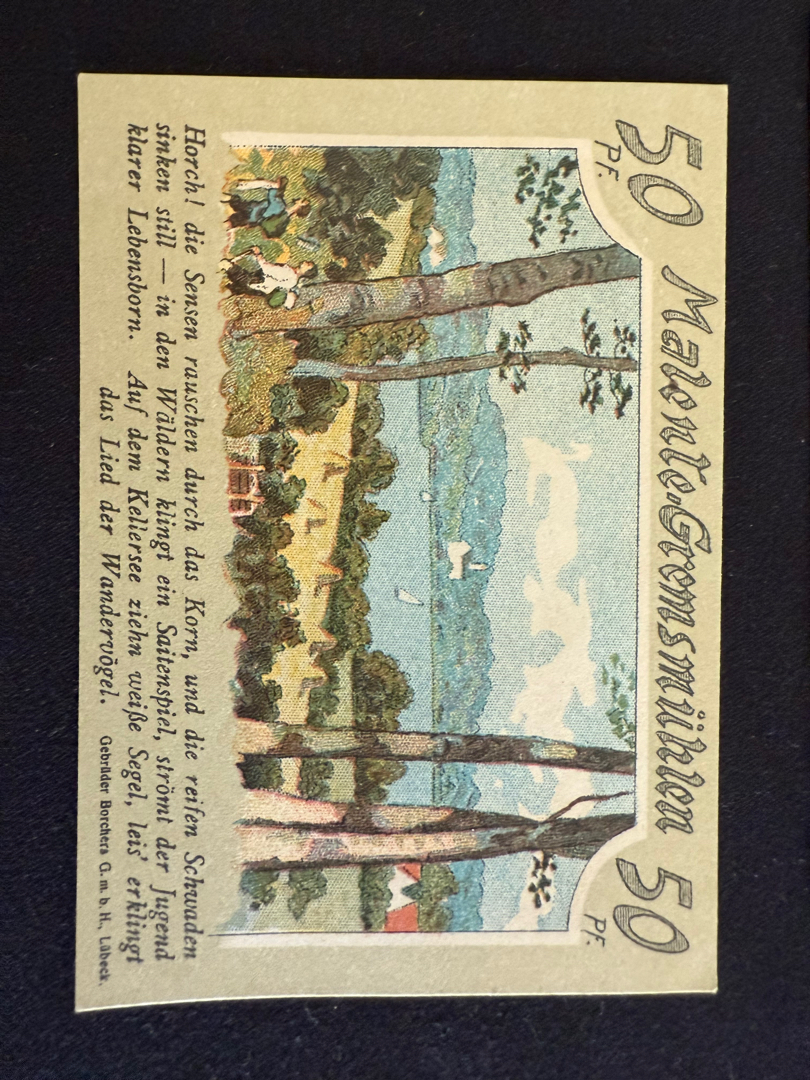 50 Malente-Gremsmühlen 50
Pf. Pf.
Horch! die Sensen rauschen durch das Korn, und die reifen Schwaden
sinken still — in den Wäldern klingt ein Saitenspiel, strömt der Jugend
klarer Lebensborn. Auf dem Kellersee ziehn weiße Segel, leis' erklingt
das Lied der Wandervögel.
Gebrüder Borchers G. m. b. H., Lübeck.